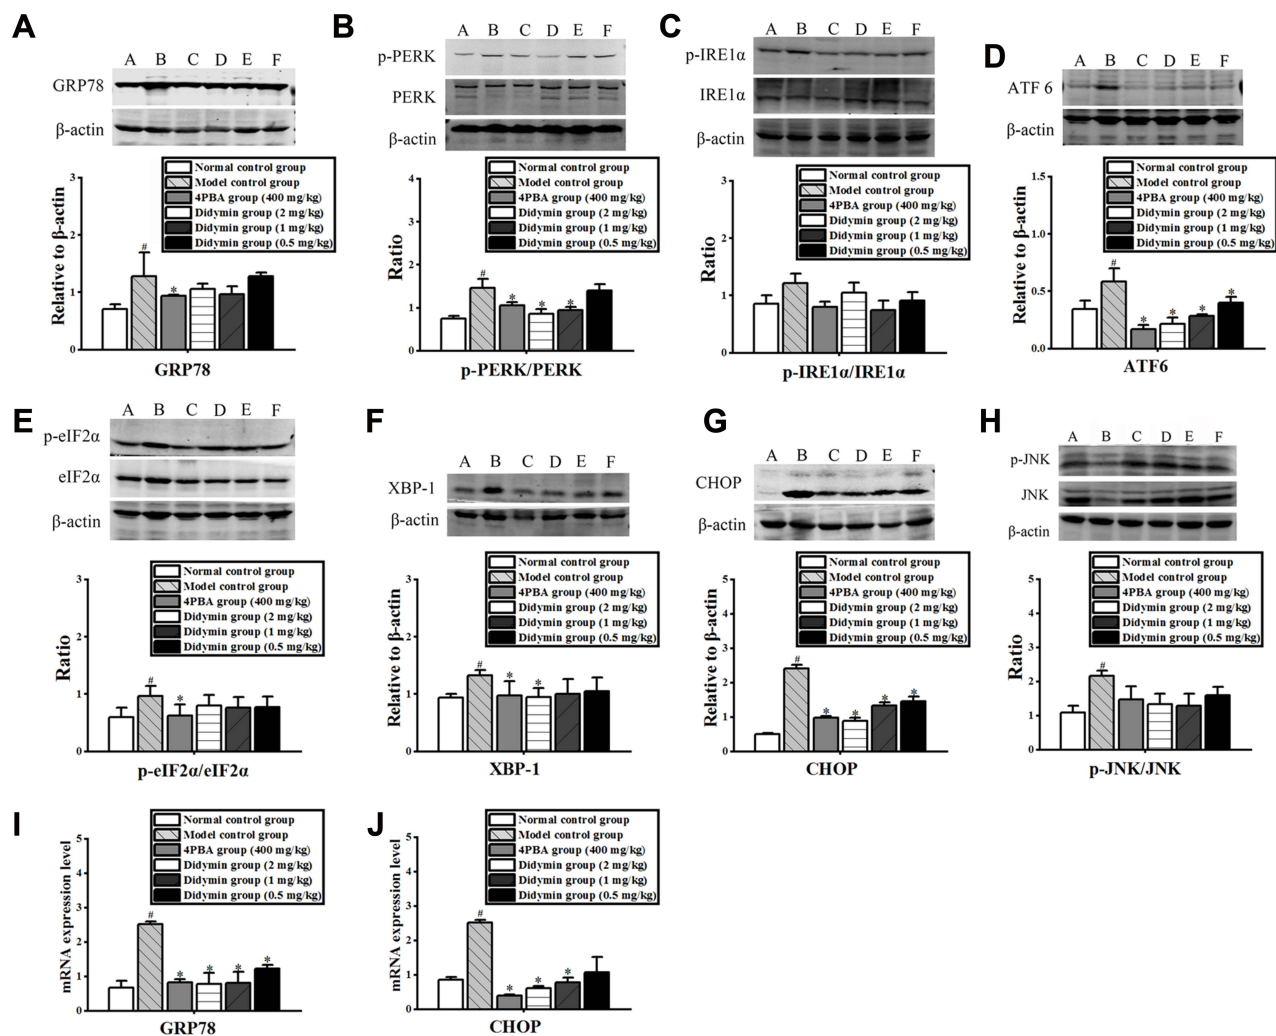 A
A B C D E F
GRP78
β-actin
Normal control group
Model control group
4PBA group (400 mg/kg)
Didymin group (2 mg/kg)
Didymin group (1 mg/kg)
Didymin group (0.5 mg/kg)
Relative to β-actin
3
2
1
0
#
*
GRP78
B
A B C D E F
p-PERK
PERK
β-actin
Normal control group
Model control group
4PBA group (400 mg/kg)
Didymin group (2 mg/kg)
Didymin group (1 mg/kg)
Didymin group (0.5 mg/kg)
Ratio
4
3
2
1
0
#
* * *
p-PERK/PERK
C
A B C D E F
p-IRE1α
IRE1α
β-actin
Normal control group
Model control group
4PBA group (400 mg/kg)
Didymin group (2 mg/kg)
Didymin group (1 mg/kg)
Didymin group (0.5 mg/kg)
Ratio
3
2
1
0
p-IRE1α/IRE1α
D
A B C D E F
ATF 6
β-actin
Normal control group
Model control group
4PBA group (400 mg/kg)
Didymin group (2 mg/kg)
Didymin group (1 mg/kg)
Didymin group (0.5 mg/kg)
Relative to β-actin
1.5
1.0
0.5
0.0
#
* * * *
ATF6
E
A B C D E F
p-eIF2α
eIF2α
β-actin
Normal control group
Model control group
4PBA group (400 mg/kg)
Didymin group (2 mg/kg)
Didymin group (1 mg/kg)
Didymin group (0.5 mg/kg)
Ratio
3
2
1
0
#
*
p-eIF2α/eIF2α
F
A B C D E F
XBP-1
β-actin
Normal control group
Model control group
4PBA group (400 mg/kg)
Didymin group (2 mg/kg)
Didymin group (1 mg/kg)
Didymin group (0.5 mg/kg)
Relative to β-actin
3
2
1
0
#
* *
XBP-1
G
A B C D E F
CHOP
β-actin
Normal control group
Model control group
4PBA group (400 mg/kg)
Didymin group (2 mg/kg)
Didymin group (1 mg/kg)
Didymin group (0.5 mg/kg)
Relative to β-actin
5
4
3
2
1
0
#
* * * *
CHOP
H
A B C D E F
p-JNK
JNK
β-actin
Normal control group
Model control group
4PBA group (400 mg/kg)
Didymin group (2 mg/kg)
Didymin group (1 mg/kg)
Didymin group (0.5 mg/kg)
Ratio
5
4
3
2
1
0
#
p-JNK/JNK
I
Normal control group
Model control group
4PBA group (400 mg/kg)
Didymin group (2 mg/kg)
Didymin group (1 mg/kg)
Didymin group (0.5 mg/kg)
mRNA expression level
5
4
3
2
1
0
#
* * * *
GRP78
J
Normal control group
Model control group
4PBA group (400 mg/kg)
Didymin group (2 mg/kg)
Didymin group (1 mg/kg)
Didymin group (0.5 mg/kg)
mRNA expression level
5
4
3
2
1
0
#
* * *
CHOP